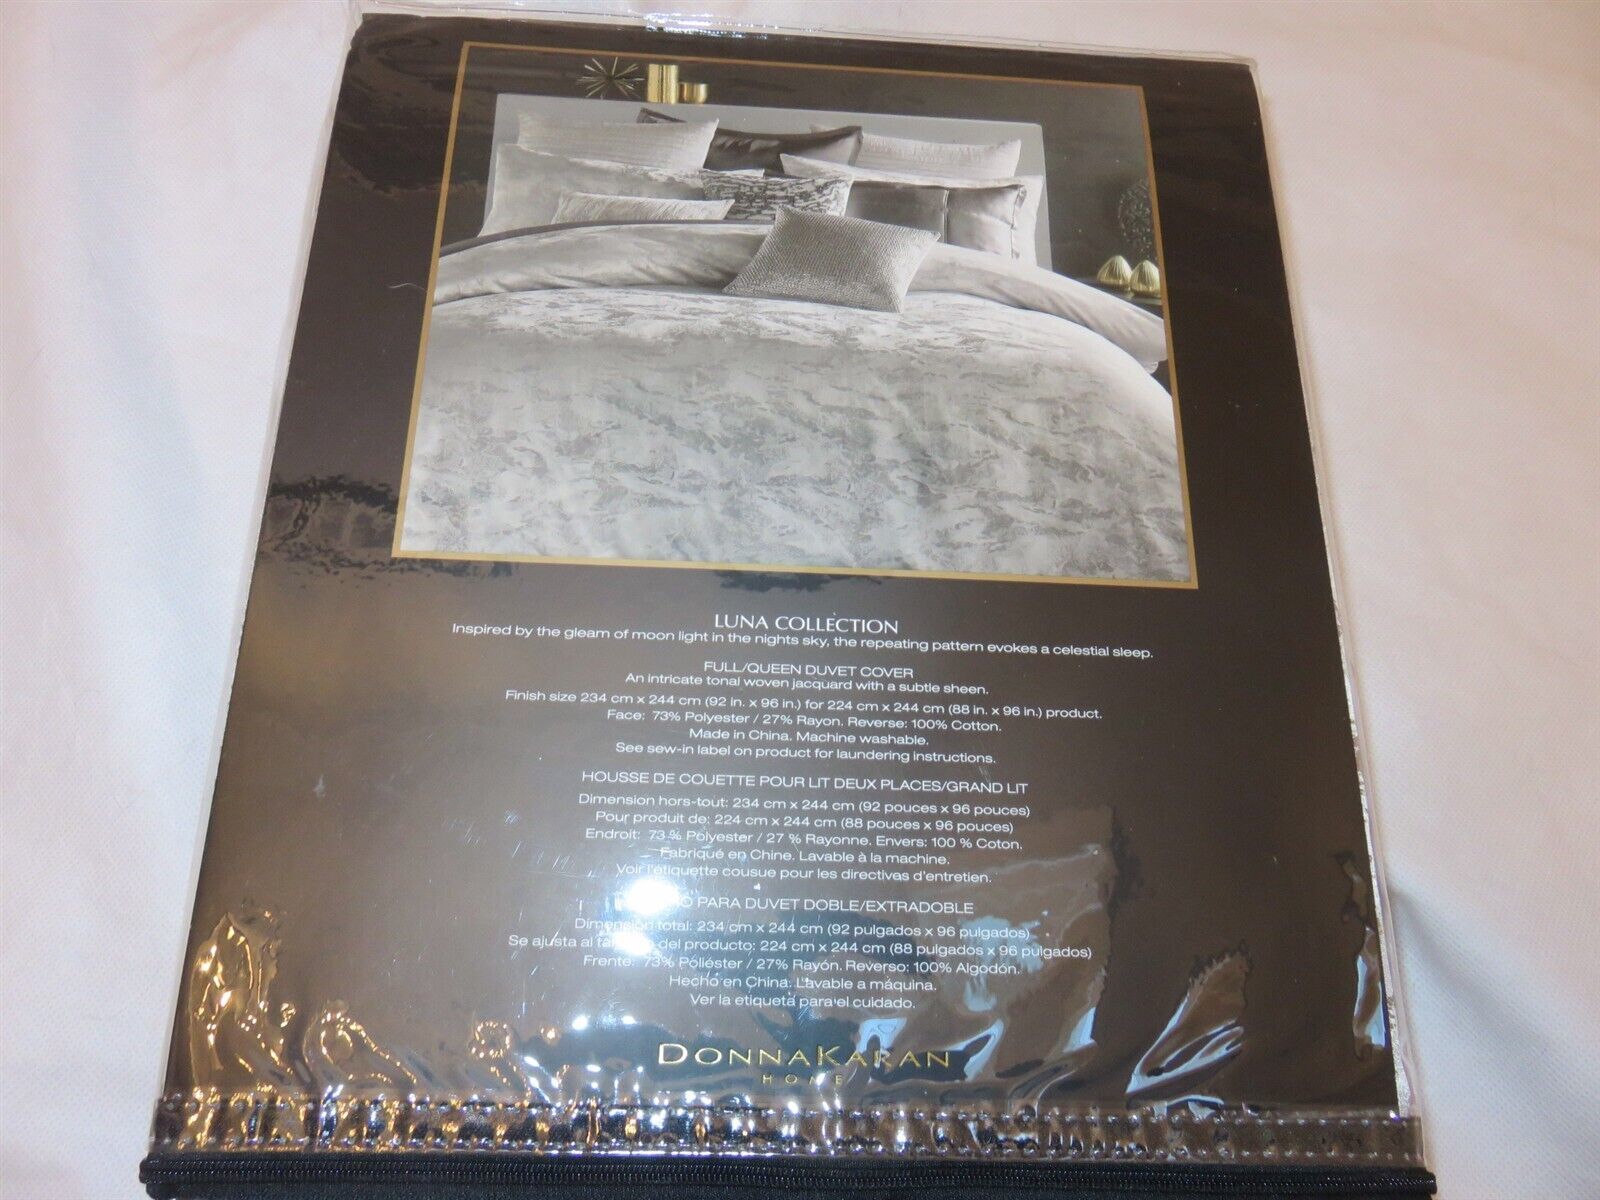 LUNA COLLECTION
Inspired by the gleam of moon light in the nights sky, the repeating pattern evokes a celestial sleep.
FULL/QUEEN DUVET COVER
An intricate tonal woven jacquard with a subtle sheen.
Finish size 234 cm x 244 cm (92 in. x 96 in.) for 224 cm x 244 cm (88 in. x 96 in.) product.
Face: 73% Polyester / 27% Rayon. Reverse: 100% Cotton.
Made in China. Machine washable.
See sew-in label on product for laundering instructions.
HOUSSE DE COUETTE POUR LIT DEUX PLACES/GRAND LIT
Dimension hors-tout: 234 cm x 244 cm (92 pouces x 96 pouces)
Pour produit de: 224 cm x 244 cm (88 pouces x 96 pouces)
Endroit: 73 % Polyester / 27 % Rayonne. Envers: 100 % Coton.
Fabriqué en Chine. Lavable à la machine.
Voir l'étiquette cousue pour les directives d'entretien.
PARA DUVET DOBLE/EXTRADOBLE
Dimension total: 234 cm x 244 cm (92 pulgados x 96 pulgados)
Se ajusta al del producto: 224 cm x 244 cm (88 pulgados x 96 pulgados)
Frente: 73% Póliéster / 27% Rayón. Reverso: 100% Algodón.
Hecho en China. Lavable a máquina.
Ver la etiqueta para el cuidado.
DONNAKARAN
HOME